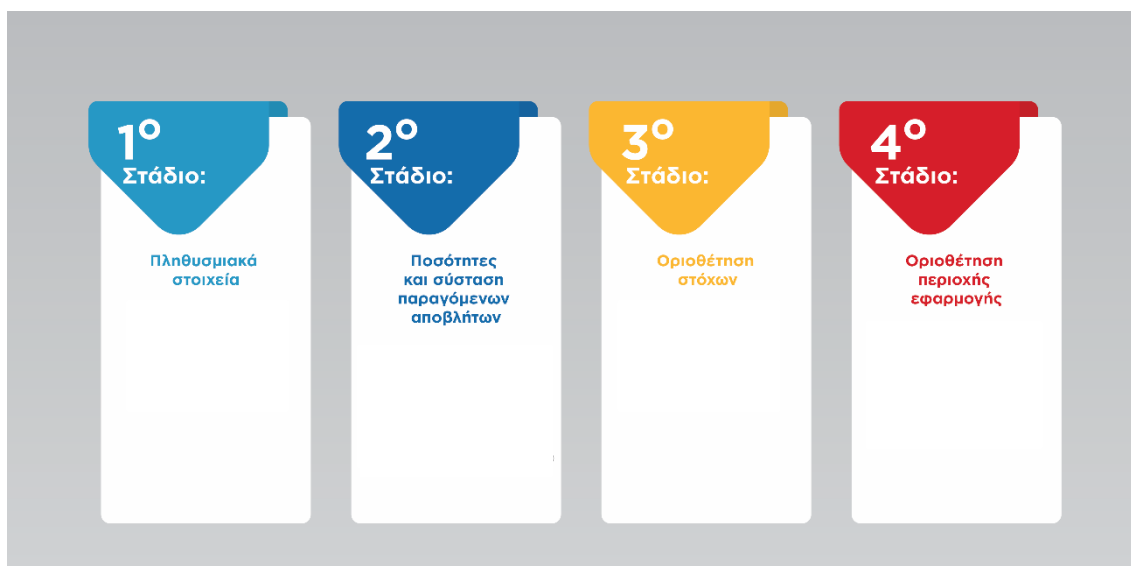 1ο
Στάδιο:
Πληθυσμιακά
στοιχεία
2ο
Στάδιο:
Ποσότητες
και σύσταση
παραγόμενων
αποβλήτων
3ο
Στάδιο:
Οριοθέτηση
στόχων
4ο
Στάδιο:
Οριοθέτηση
περιοχής
εφαρμογής